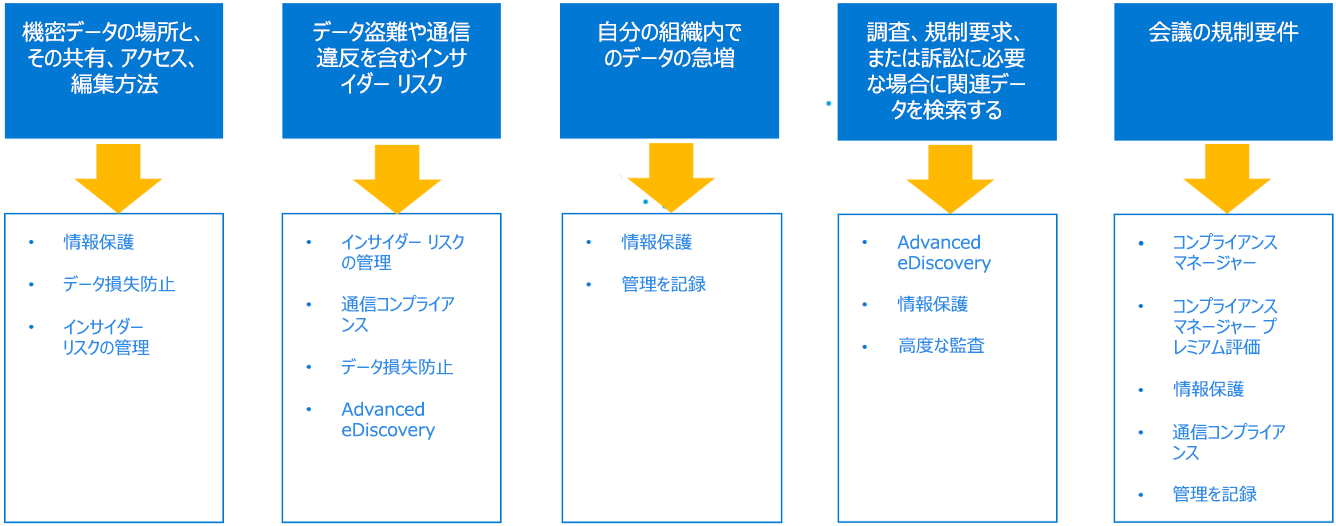 機密データの場所と、
その共有、アクセス、
編集方法
• 情報保護
• データ損失防止
• インサイダー
リスクの管理
データ盗難や通信
違反を含むインサ
イダー リスク
• インサイダー リスク
の管理
• 通信コンプライア
ンス
• データ損失防止
• Advanced
eDiscovery
自分の組織内で
のデータの急増
• 情報保護
• 管理を記録
調査、規制要求、
または訴訟に必要
な場合に関連デー
タを検索する
• Advanced
eDiscovery
• 情報保護
• 高度な監査
会議の規制要件
• コンプライアンス
マネージャー
• コンプライアンス
マネージャー プ
レミアム評価
• 情報保護
• 通信コンプライア
ンス
• 管理を記録